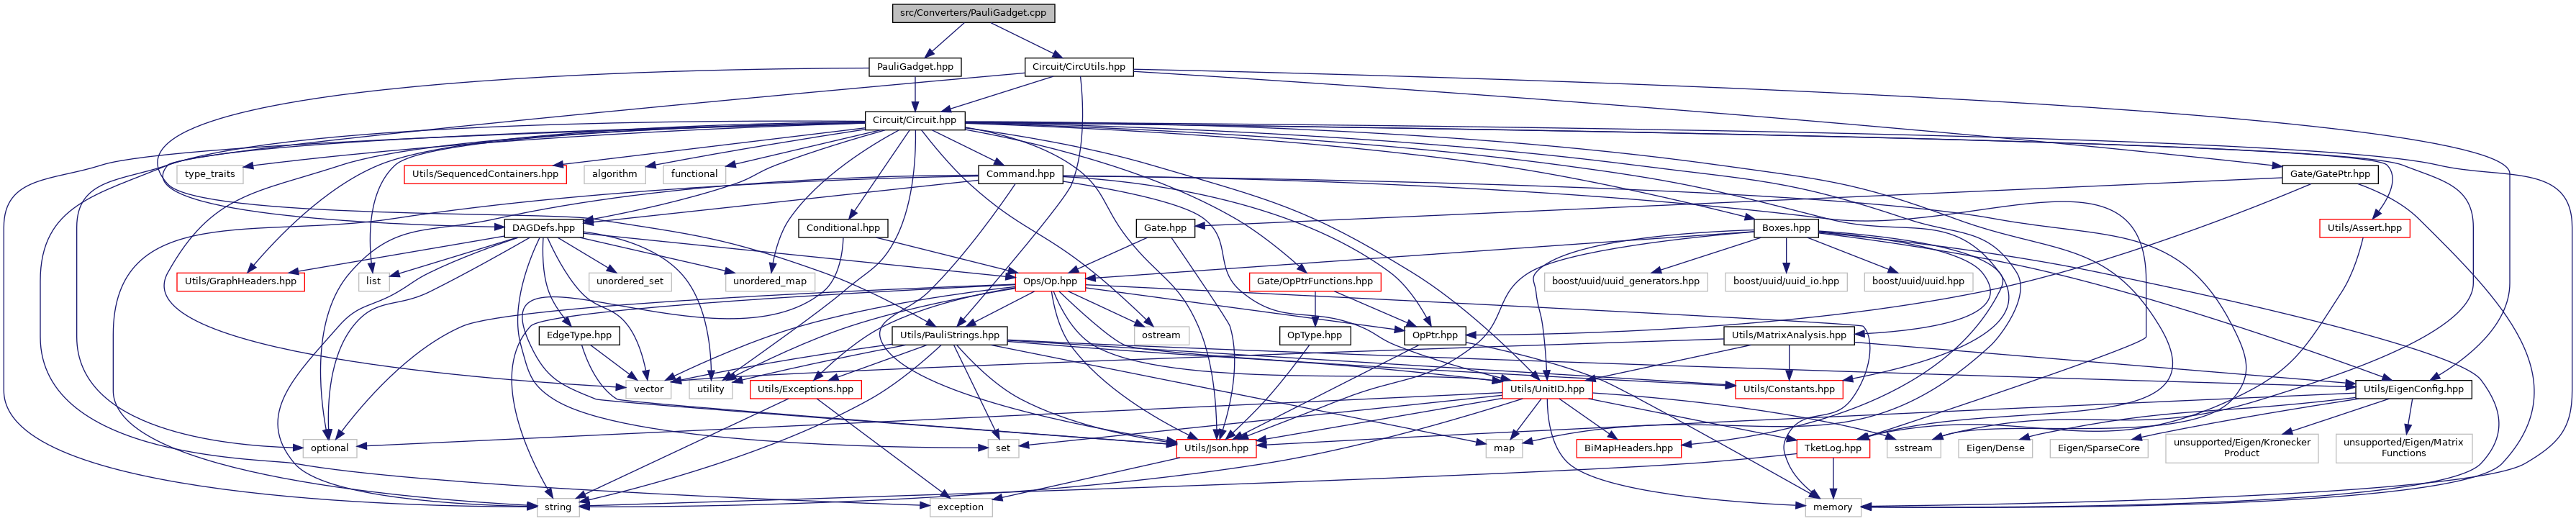 src/Converters/PauliGadget.cpp
PauliGadget.hpp
Circuit/CircUtils.hpp
Circuit/Circuit.hpp
type_traits
Utils/SequencedContainers.hpp
algorithm
functional
Command.hpp
Gate/GatePtr.hpp
DAGDefs.hpp
Conditional.hpp
Gate.hpp
Boxes.hpp
Utils/Assert.hpp
Utils/GraphHeaders.hpp
list
unordered_set
unordered_map
Ops/Op.hpp
Gate/OpPtrFunctions.hpp
boost/uuid/uuid_generators.hpp
boost/uuid/uuid_io.hpp
boost/uuid/uuid.hpp
EdgeType.hpp
Utils/PauliStrings.hpp
ostream
OpType.hpp
OpPtr.hpp
Utils/MatrixAnalysis.hpp
vector
utility
Utils/Exceptions.hpp
Utils/UnitID.hpp
Utils/Constants.hpp
Utils/EigenConfig.hpp
optional
set
Utils/Json.hpp
map
BiMapHeaders.hpp
TketLog.hpp
sstream
Eigen/Dense
Eigen/SparseCore
unsupported/Eigen/Kronecker
Product
unsupported/Eigen/Matrix
Functions
string
exception
memory